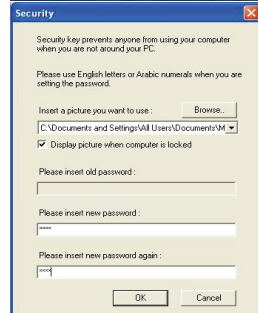 Security
Security key prevents anyone from using your computer
when you are not around your PC.
Please use English letters or Arabic numerals when you are
setting the password.
Insert a picture you want to use :
Browse..
C:\Documents and Settings\All Users\Documents\M
Display picture when computer is locked
Please insert old password :
Please insert new password :
****
Please insert new password again :
****
OK
Cancel